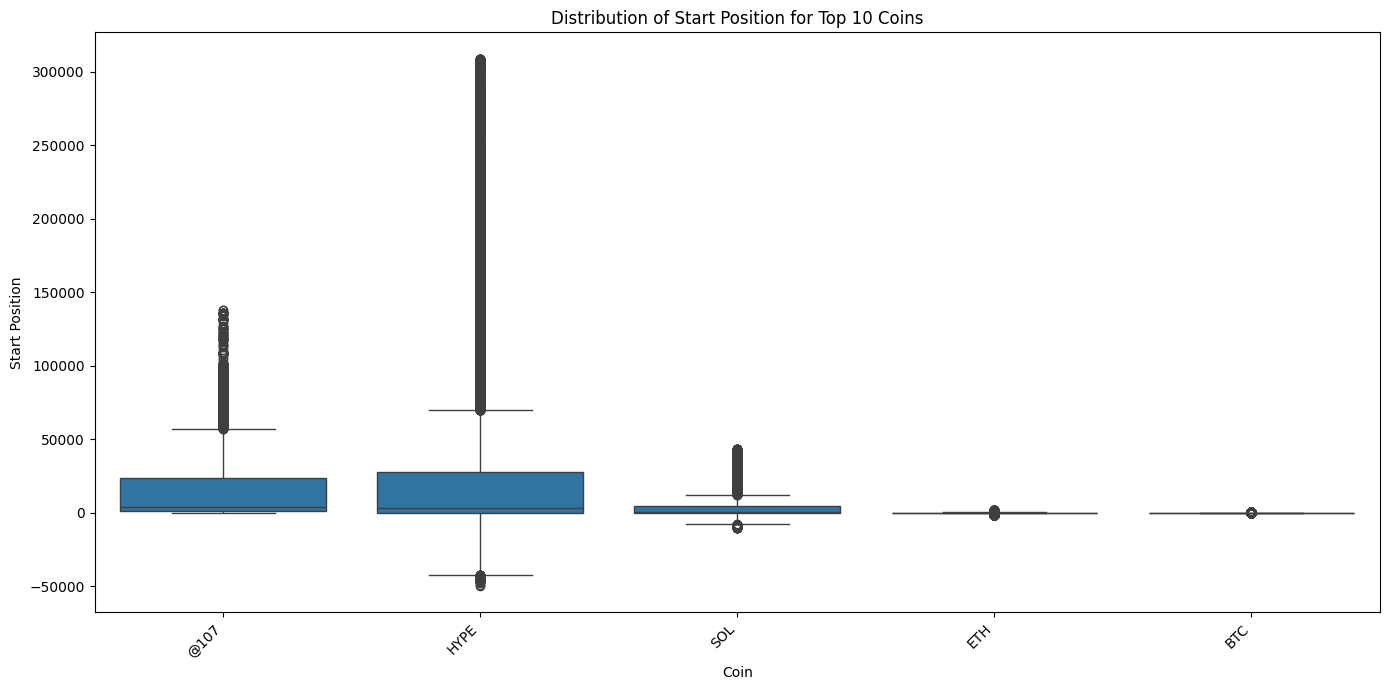 Distribution of Start Position for Top 10 Coins
Start Position
300000
250000
200000
150000
100000
50000
0
−50000
@107
HYPE
SOL
ETH
BTC
Coin